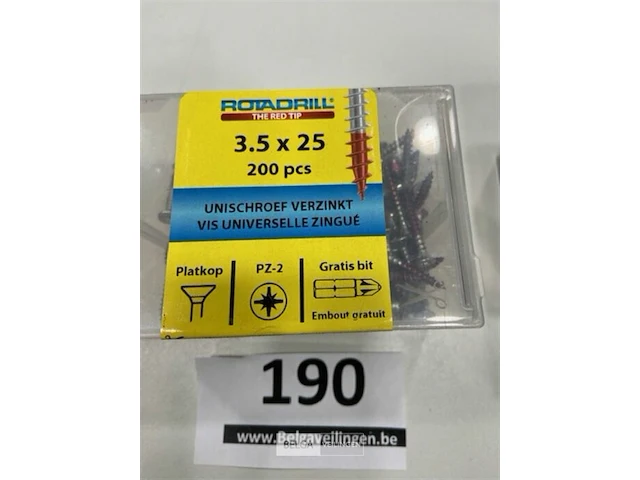 ROTADRILL®
THE RED TIP
3.5 x 25
200 pcs
UNISCHROEF VERZINKT
VIS UNIVERSELLE ZINGUÉ
Platkop
PZ-2
Gratis bit
Embout gratuit
190
www.Belgaveilingen.be
BELGA